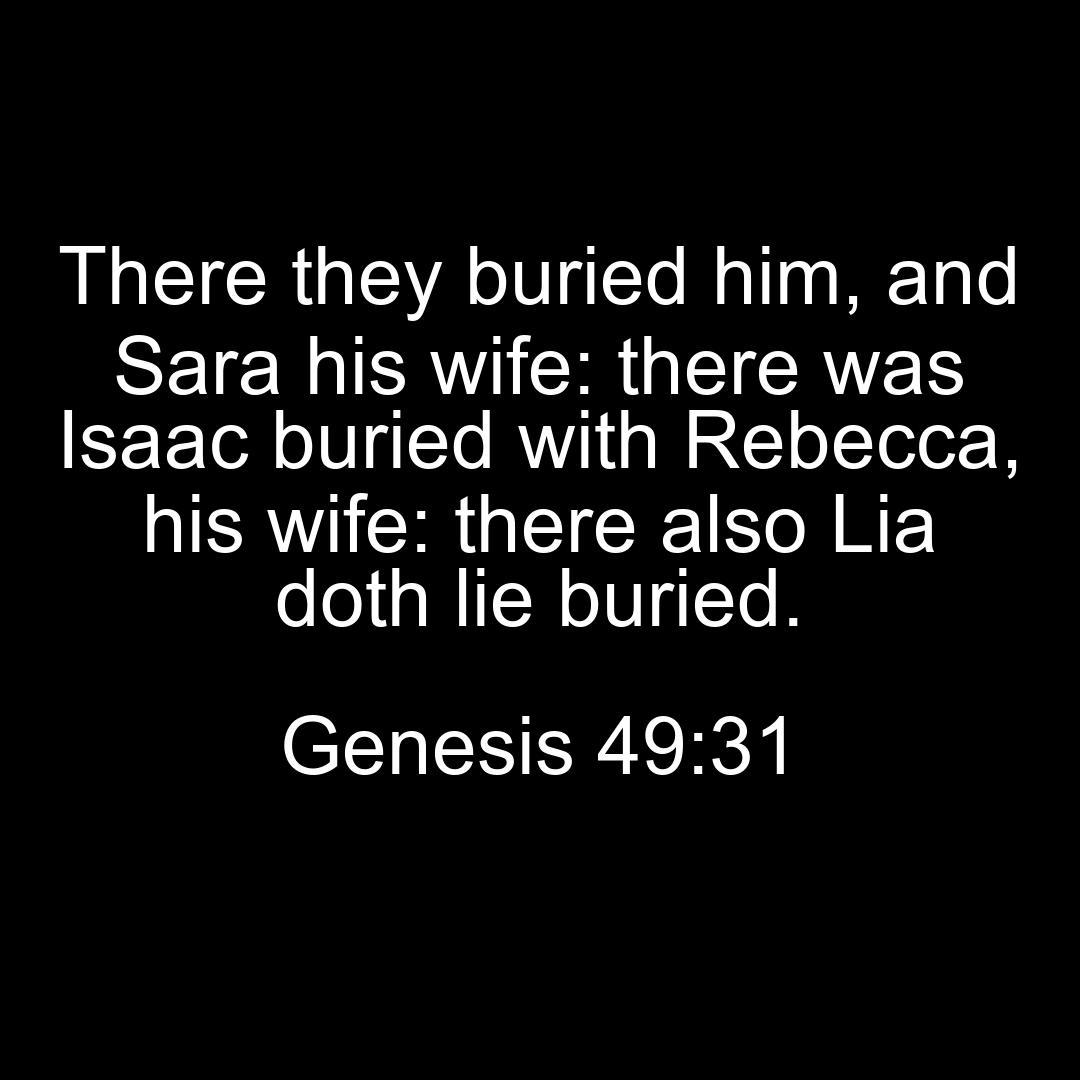 There they buried him, and
Sara his wife: there was
Isaac buried with Rebecca,
his wife: there also Lia
doth lie buried.
Genesis 49:31